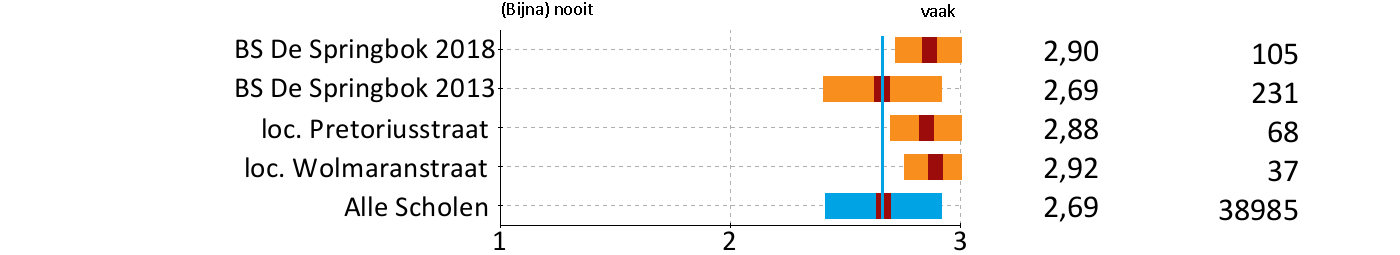 (Bijna) nooit vaak
BS De Springbok 2018 2,90 105
BS De Springbok 2013 2,69 231
loc. Pretoriusstraat 2,88 68
loc. Wolmaranstraat 2,92 37
Alle Scholen 2,69 38985
1 2 3